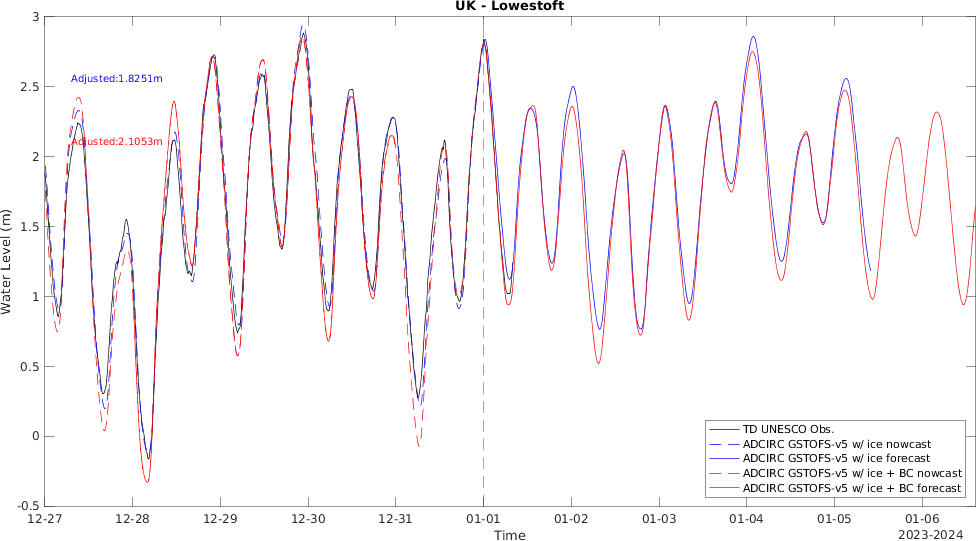 UK - Lowestoft
3
2.5
2
1.5
1
0.5
0
-0.5
Water Level (m)
Adjusted:1.8251m
Adjusted:2.1053m
TD UNESCO Obs.
ADCIRC GSTOFS-v5 w/ ice nowcast
ADCIRC GSTOFS-v5 w/ ice forecast
ADCIRC GSTOFS-v5 w/ ice + BC nowcast
ADCIRC GSTOFS-v5 w/ ice + BC forecast
12-27 12-28 12-29 12-30 12-31 01-01 01-02 01-03 01-04 01-05 01-06
Time
2023-2024